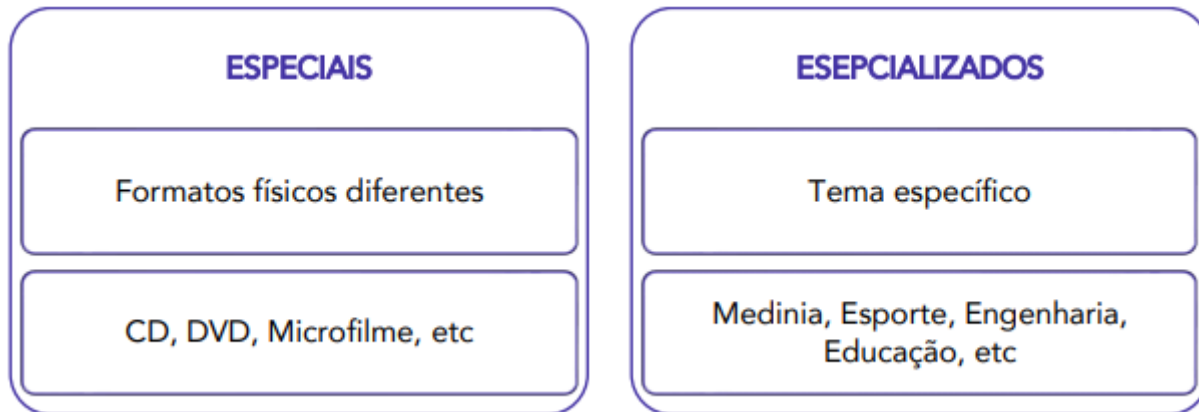 ESPECIAIS
Formatos físicos diferentes
CD, DVD, Microfilme, etc
ESEPCIALIZADOS
Tema específico
Medinia, Esporte, Engenharia,
Educação, etc